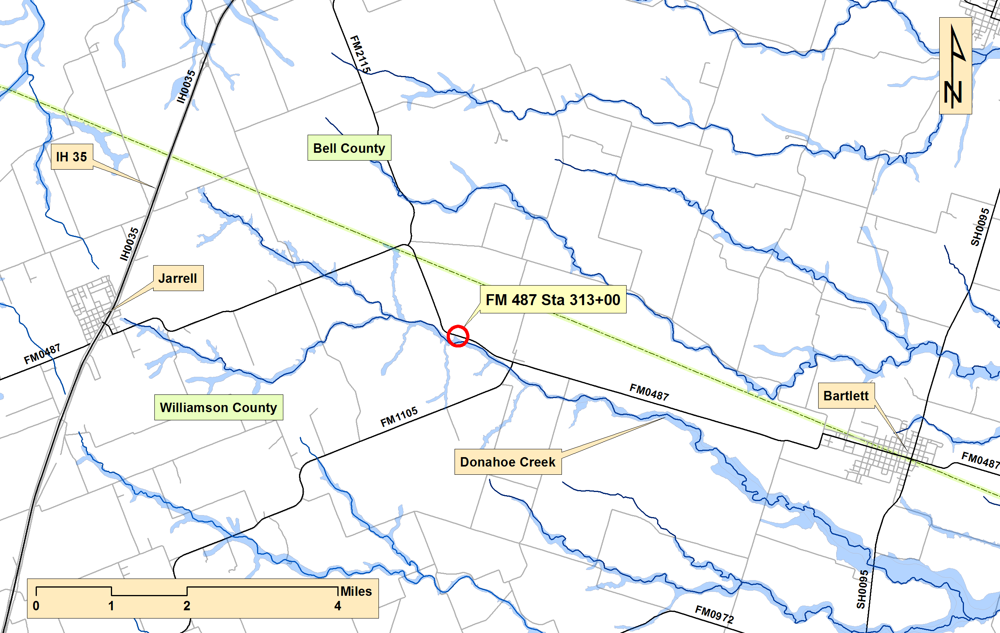 FM2115
N
IH0035
Bell County
IH 35
SH0095
IH0035
Jarrell
FM 487 Sta 313+00
FM0487
FM0487
Bartlett
Williamson County
FM1105
Donahoe Creek
FM0487
SH0095
Miles
0 1 2 4
FM0972